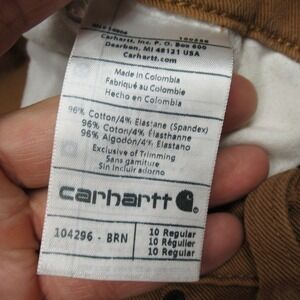 Carhartt, Inc. P.O. Box 600
Dearborn, MI 48121 USA
Carhartt.com
Made in Colombia
Fabriqué au Colombie
Hecho en Colombia
96% Cotton/4% Elastane (Spandex)
96% Cotton/4% Élasthanne
96% Algodón/4% Elastano
Exclusive of Trimming
Sans garniture
Sin incluir adorno
carhartt
104296 - BRN
10 Regular
10 Régulier
10 Regular